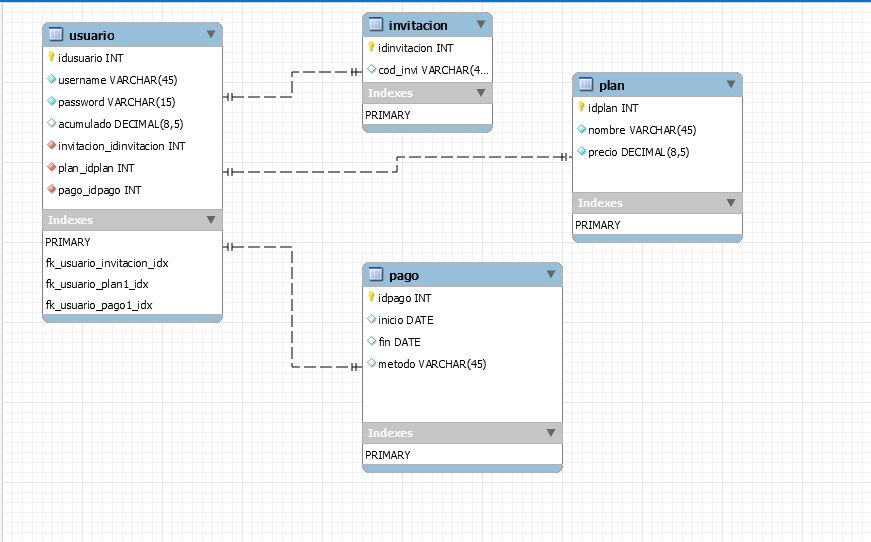 usuario
idusuario INT
username VARCHAR(45)
password VARCHAR(15)
acumulado DECIMAL(8,5)
invitacion_idinvitacion INT
plan_idplan INT
pago_idpago INT
Indexes
PRIMARY
fk_usuario_invitacion_idx
fk_usuario_plan1_idx
fk_usuario_pago1_idx
invitacion
idinvitacion INT
cod_invi VARCHAR(4...
Indexes
PRIMARY
plan
idplan INT
nombre VARCHAR(45)
precio DECIMAL(8,5)
Indexes
PRIMARY
pago
idpago INT
inicio DATE
fin DATE
metodo VARCHAR(45)
Indexes
PRIMARY